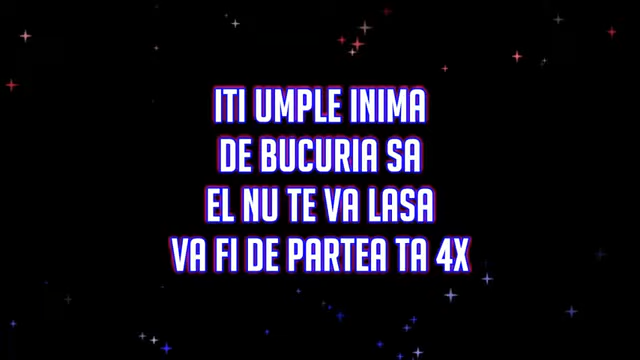 ITI UMPLE INIMA
DE BUCURIA SA
EL NU TE VA LASA
VA FI DE PARTEA TA 4X